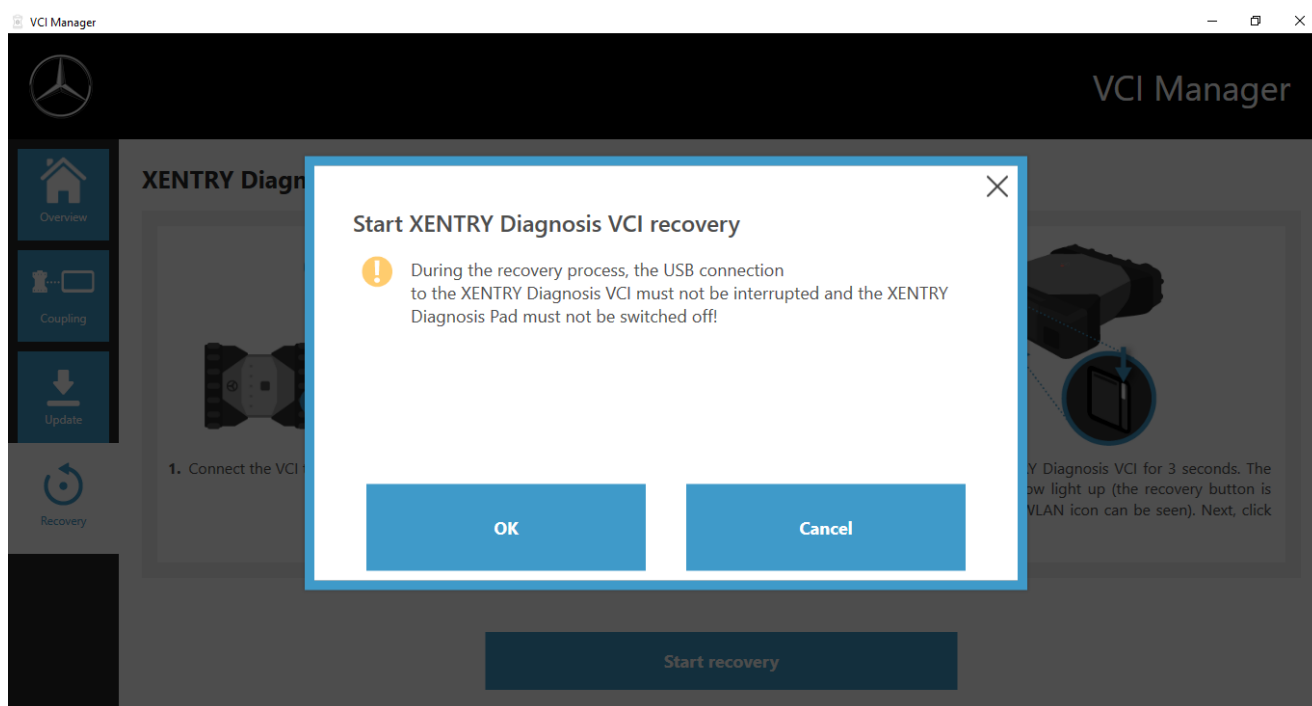 VCI Manager
VCI Manager
Overview
Coupling
Update
Recovery
XENTRY Diagn
Start XENTRY Diagnosis VCI recovery
During the recovery process, the USB connection
to the XENTRY Diagnosis VCI must not be interrupted and the XENTRY
Diagnosis Pad must not be switched off!
OK
Cancel
1. Connect the VCI
Diagnosis VCI for 3 seconds. The
light up (the recovery button is
icon can be seen). Next, click
Start recovery